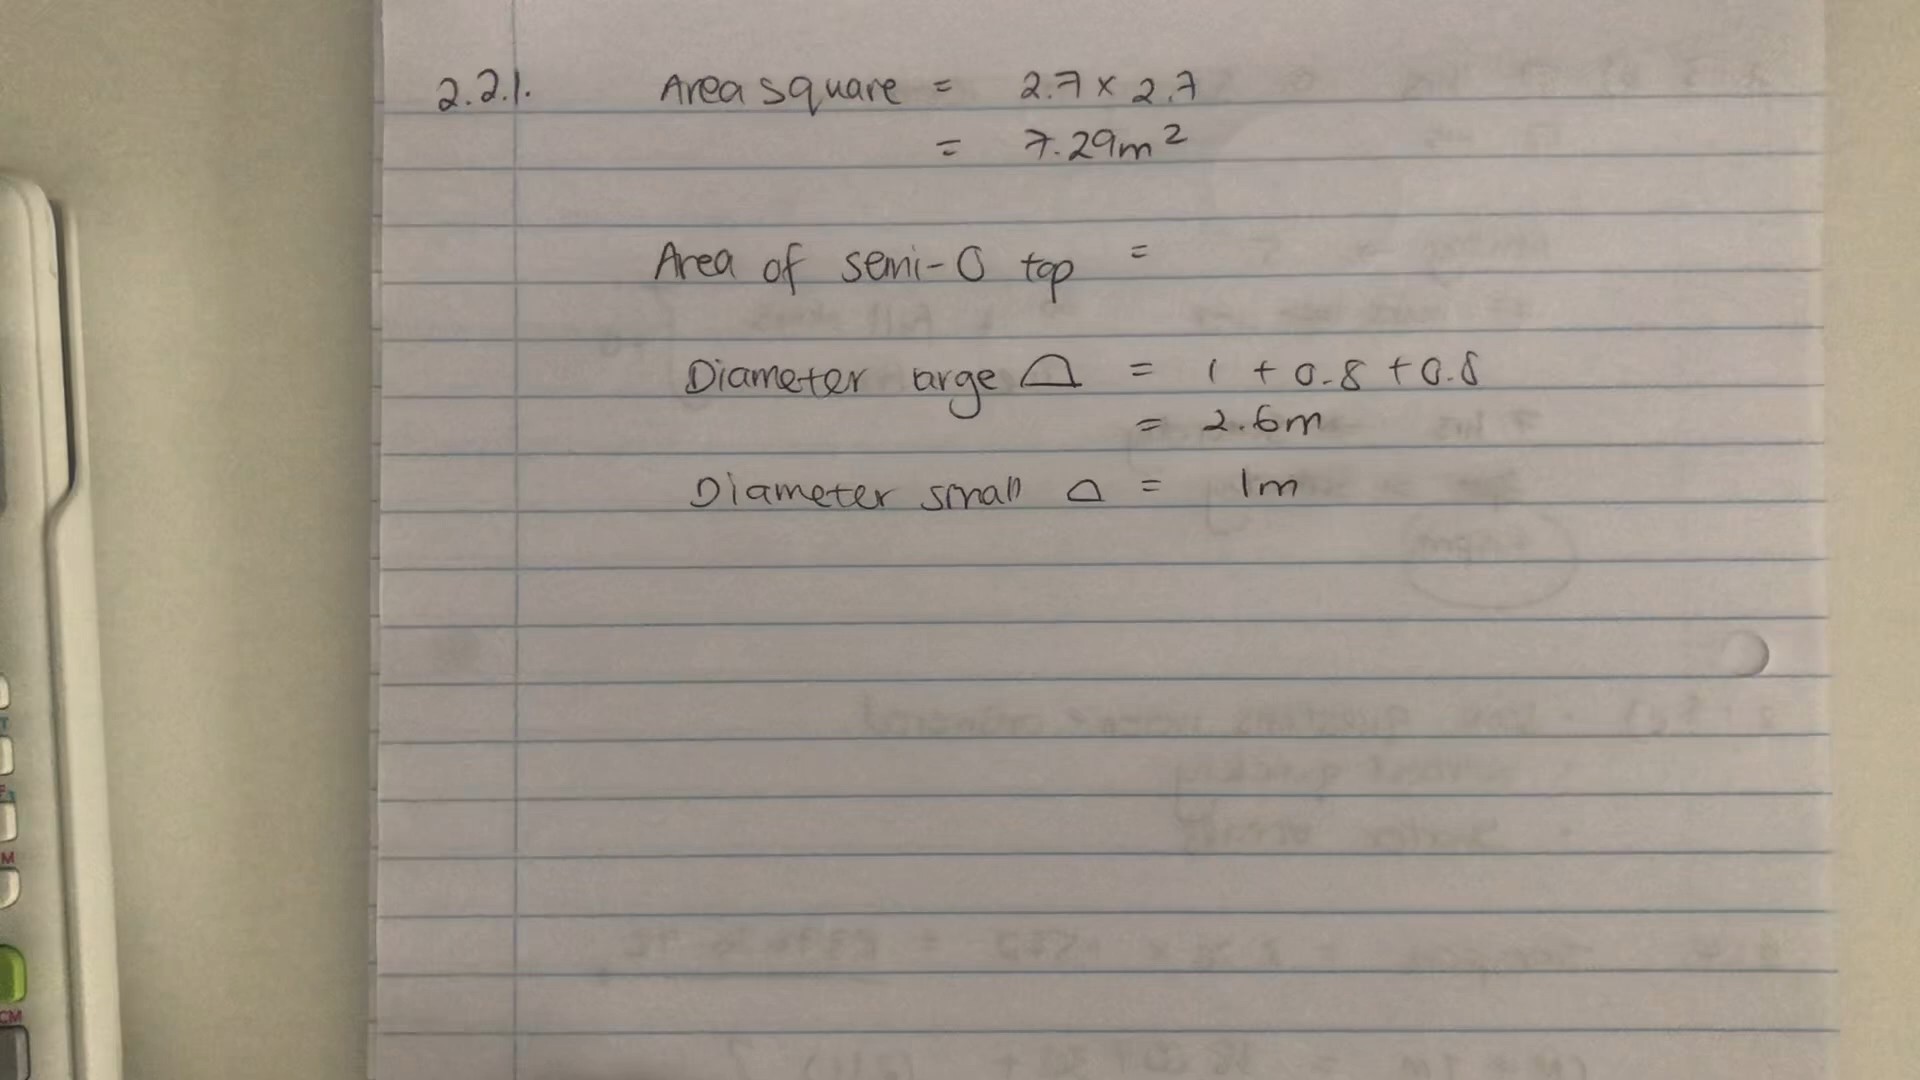 2.2.1. Area square = 2.7 × 2.7
= 7.29m²
Area of semi-O top =
Diameter arge ⌓ = 1 + 0.8 + 0.8
= 2.6m
Diameter small ⌓ = 1m